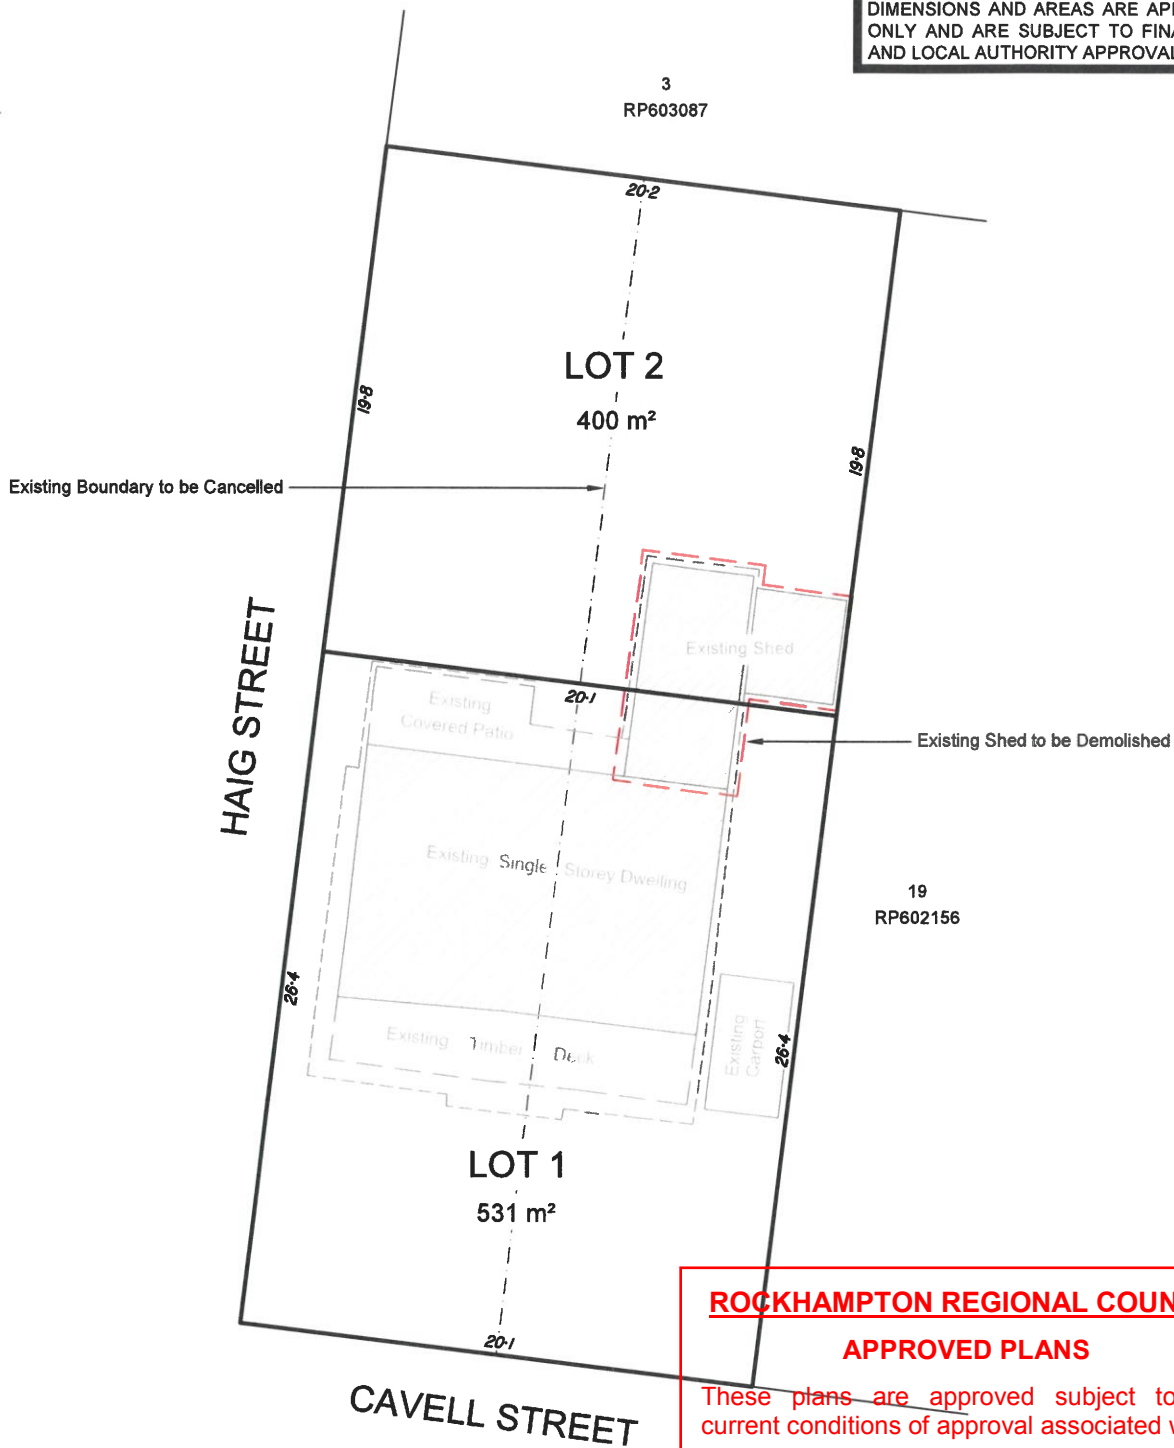 DIMENSIONS AND AREAS ARE
ONLY AND ARE SUBJECT TO
AND LOCAL AUTHORITY APPROVAL
3
RP603087
20·2
LOT 2
400 m²
19·8
19·8
Existing Boundary to be Cancelled
Existing Shed
HAIG STREET
20·1
Existing
Covered Patio
Existing Shed to be Demolished
Existing Single Storey Dwelling
19
RP602156
26·4
Existing Timber Deck
Existing
Carport
26·4
LOT 1
531 m²
20·1
CAVELL STREET
ROCKHAMPTON REGIONAL
APPROVED PLANS
These plans are approved subject to
current conditions of approval associated